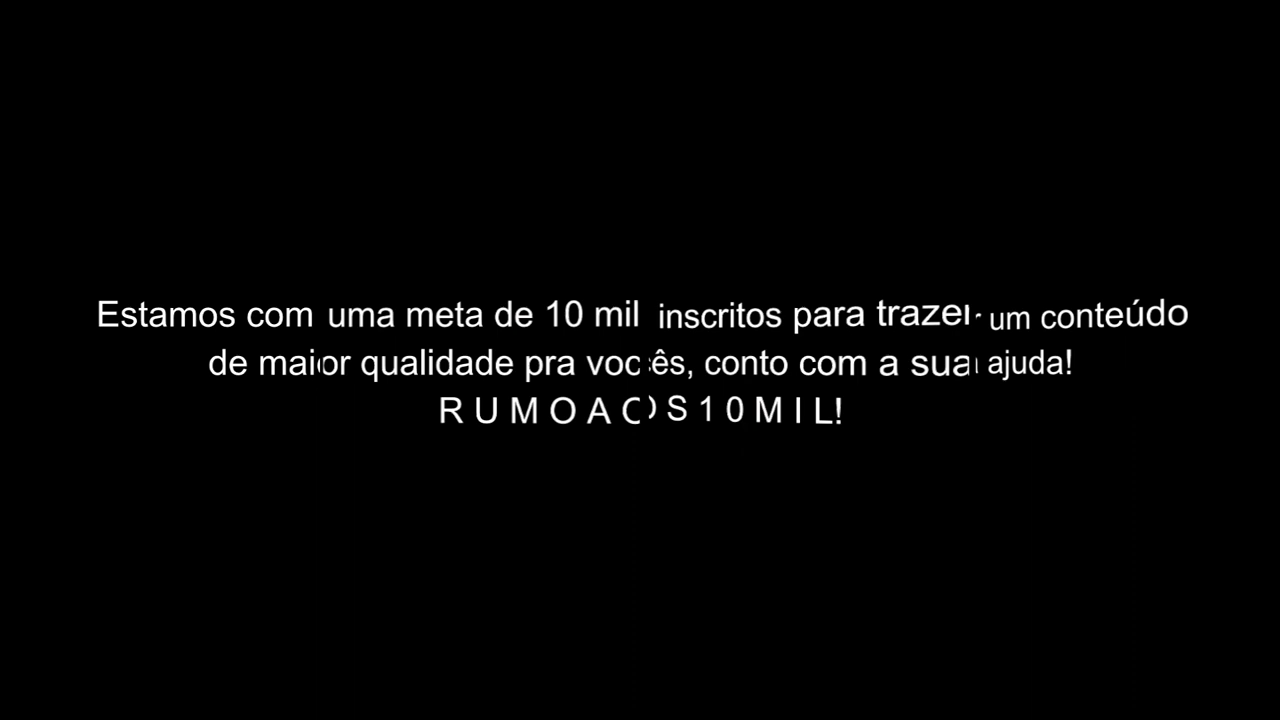 Estamos com uma meta de 10 mil inscritos para trazer um conteúdo
de maior qualidade pra vocês, conto com a sua ajuda!
R U M O A O S 1 0 M I L!